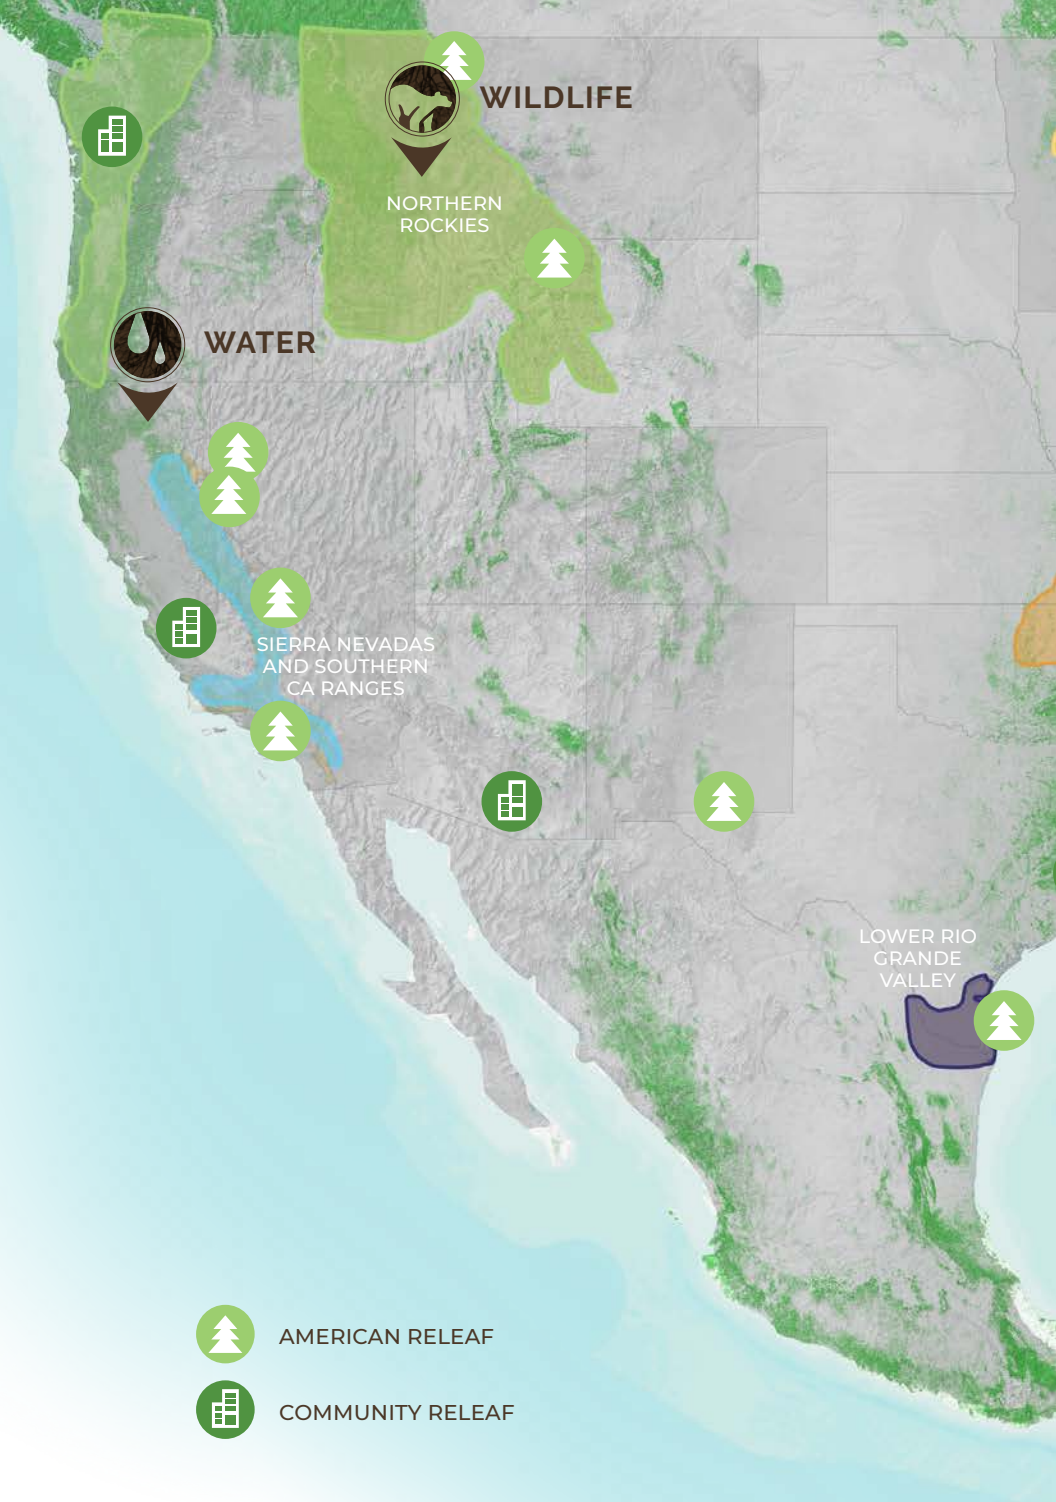 WILDLIFE
NORTHERN
ROCKIES
WATER
SIERRA NEVADAS
AND SOUTHERN
CA RANGES
LOWER RIO
GRANDE
VALLEY
AMERICAN RELEAF
COMMUNITY RELEAF